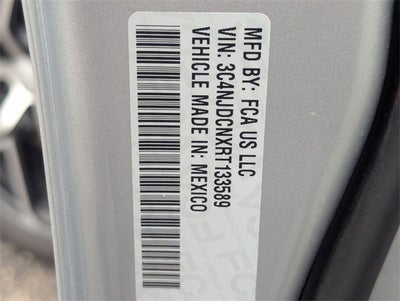 MFD BY: FCA US LLC
VIN: 3C4NJDCNXRT133589
VEHICLE MADE IN: MEXICO